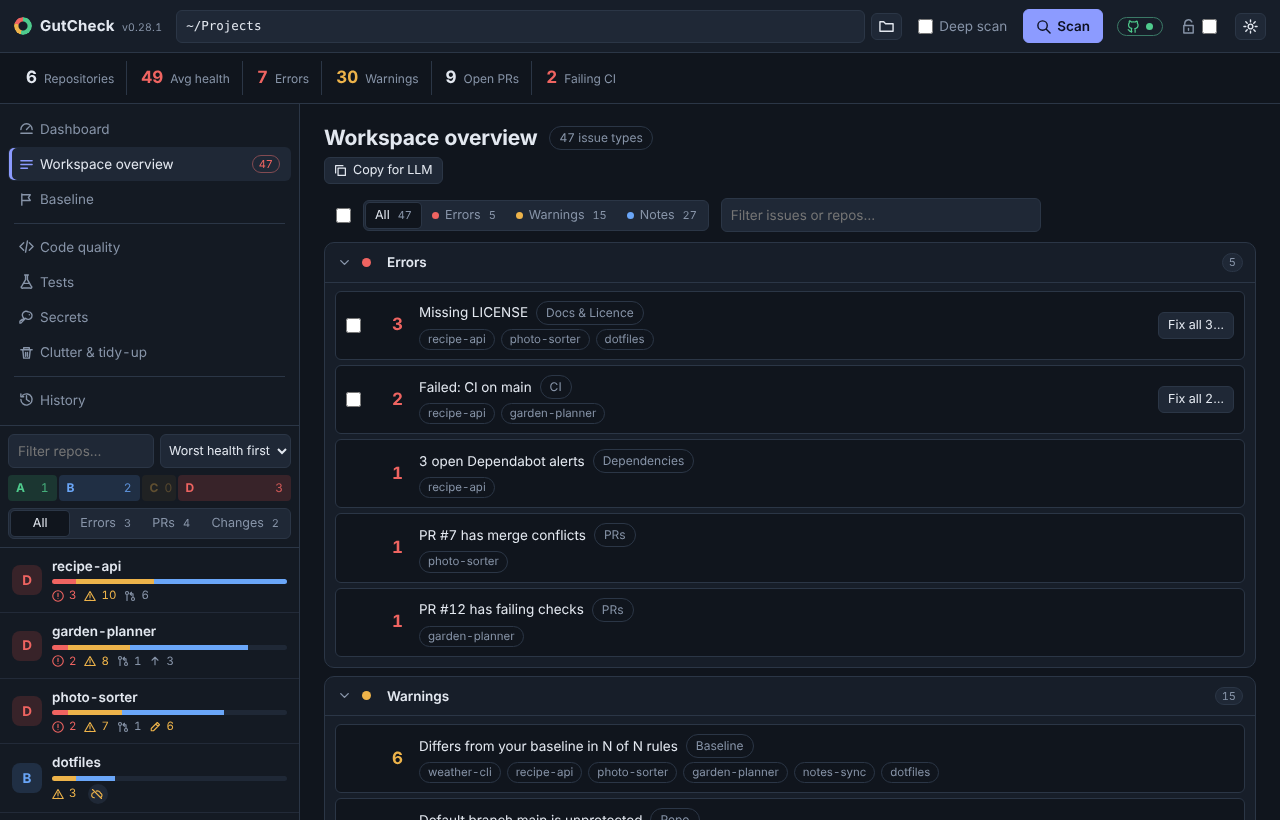 GutCheck v0.28.1 ~/Projects Deep scan Scan
6 Repositories 49 Avg health 7 Errors 30 Warnings 9 Open PRs 2 Failing CI
Dashboard
Workspace overview 47
Baseline
Code quality
Tests
Secrets
Clutter & tidy-up
History
Filter repos... Worst health first
A 1 B 2 C 0 D 3
All Errors 3 PRs 4 Changes 2
D recipe-api
3 10 6
D garden-planner
2 8 1 3
D photo-sorter
2 7 1 6
B dotfiles
3
Workspace overview 47 issue types
Copy for LLM
All 47 Errors 5 Warnings 15 Notes 27 Filter issues or repos...
Errors 5
3 Missing LICENSE Docs & Licence Fix all 3...
recipe-api photo-sorter dotfiles
2 Failed: CI on main CI Fix all 2...
recipe-api garden-planner
1 3 open Dependabot alerts Dependencies
recipe-api
1 PR #7 has merge conflicts PRs
photo-sorter
1 PR #12 has failing checks PRs
garden-planner
Warnings 15
6 Differs from your baseline in N of N rules Baseline
weather-cli recipe-api photo-sorter garden-planner notes-sync dotfiles
Default branch main is unprotected Repo